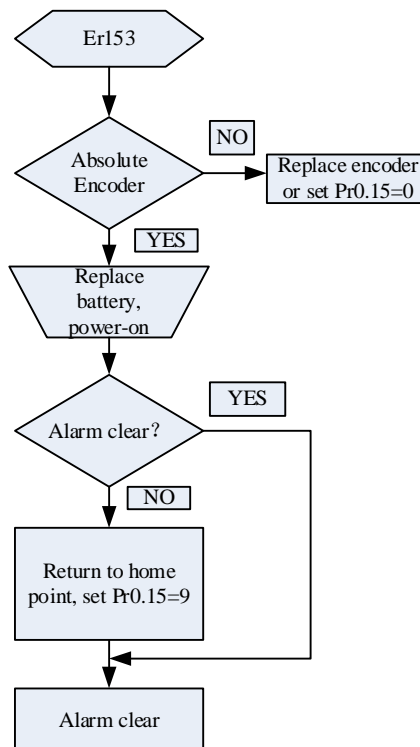 Er153
Absolute
Encoder
NO
Replace encoder
or set Pr0.15=0
YES
Replace
battery,
power-on
Alarm clear？
YES
NO
Return to home
point, set Pr0.15=9
Alarm clear